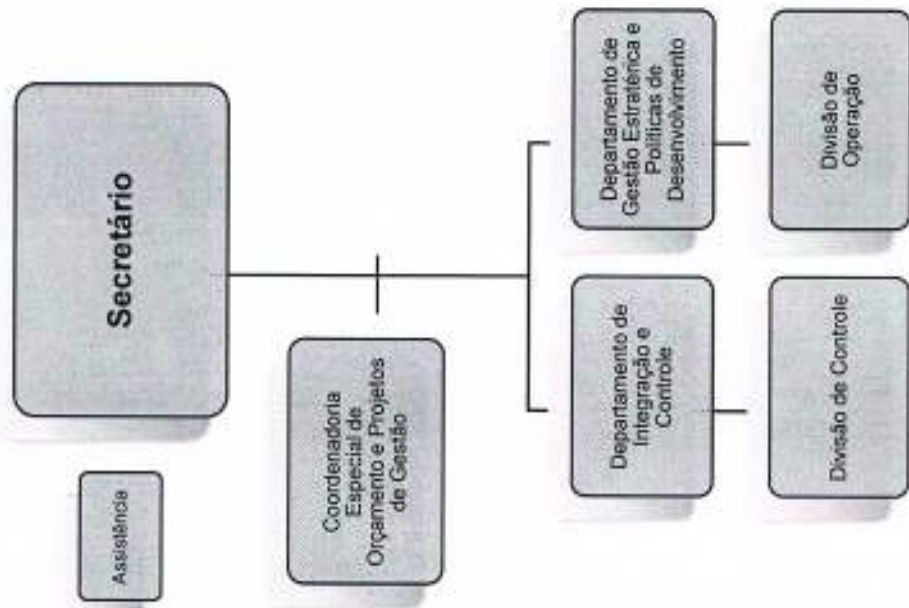 Secretário
Assistência
Coordenadoria
Especial de
Orçamento e Projetos
de Gestão
Departamento de
Integração e
Controle
Departamento de
Gestão Estratérica e
Políticas de
Desenvolvimento
Divisão de Controle
Divisão de
Operação